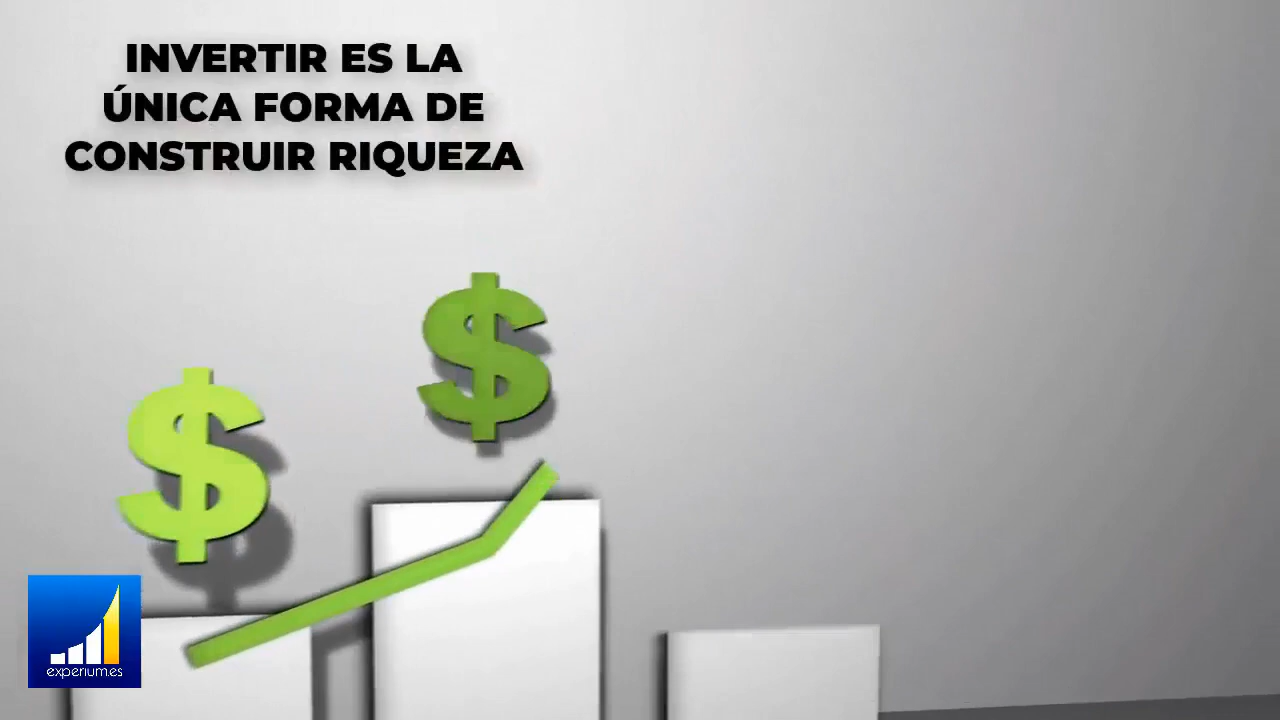 INVERTIR ES LA
ÚNICA FORMA DE
CONSTRUIR RIQUEZA
$
$
experium.es